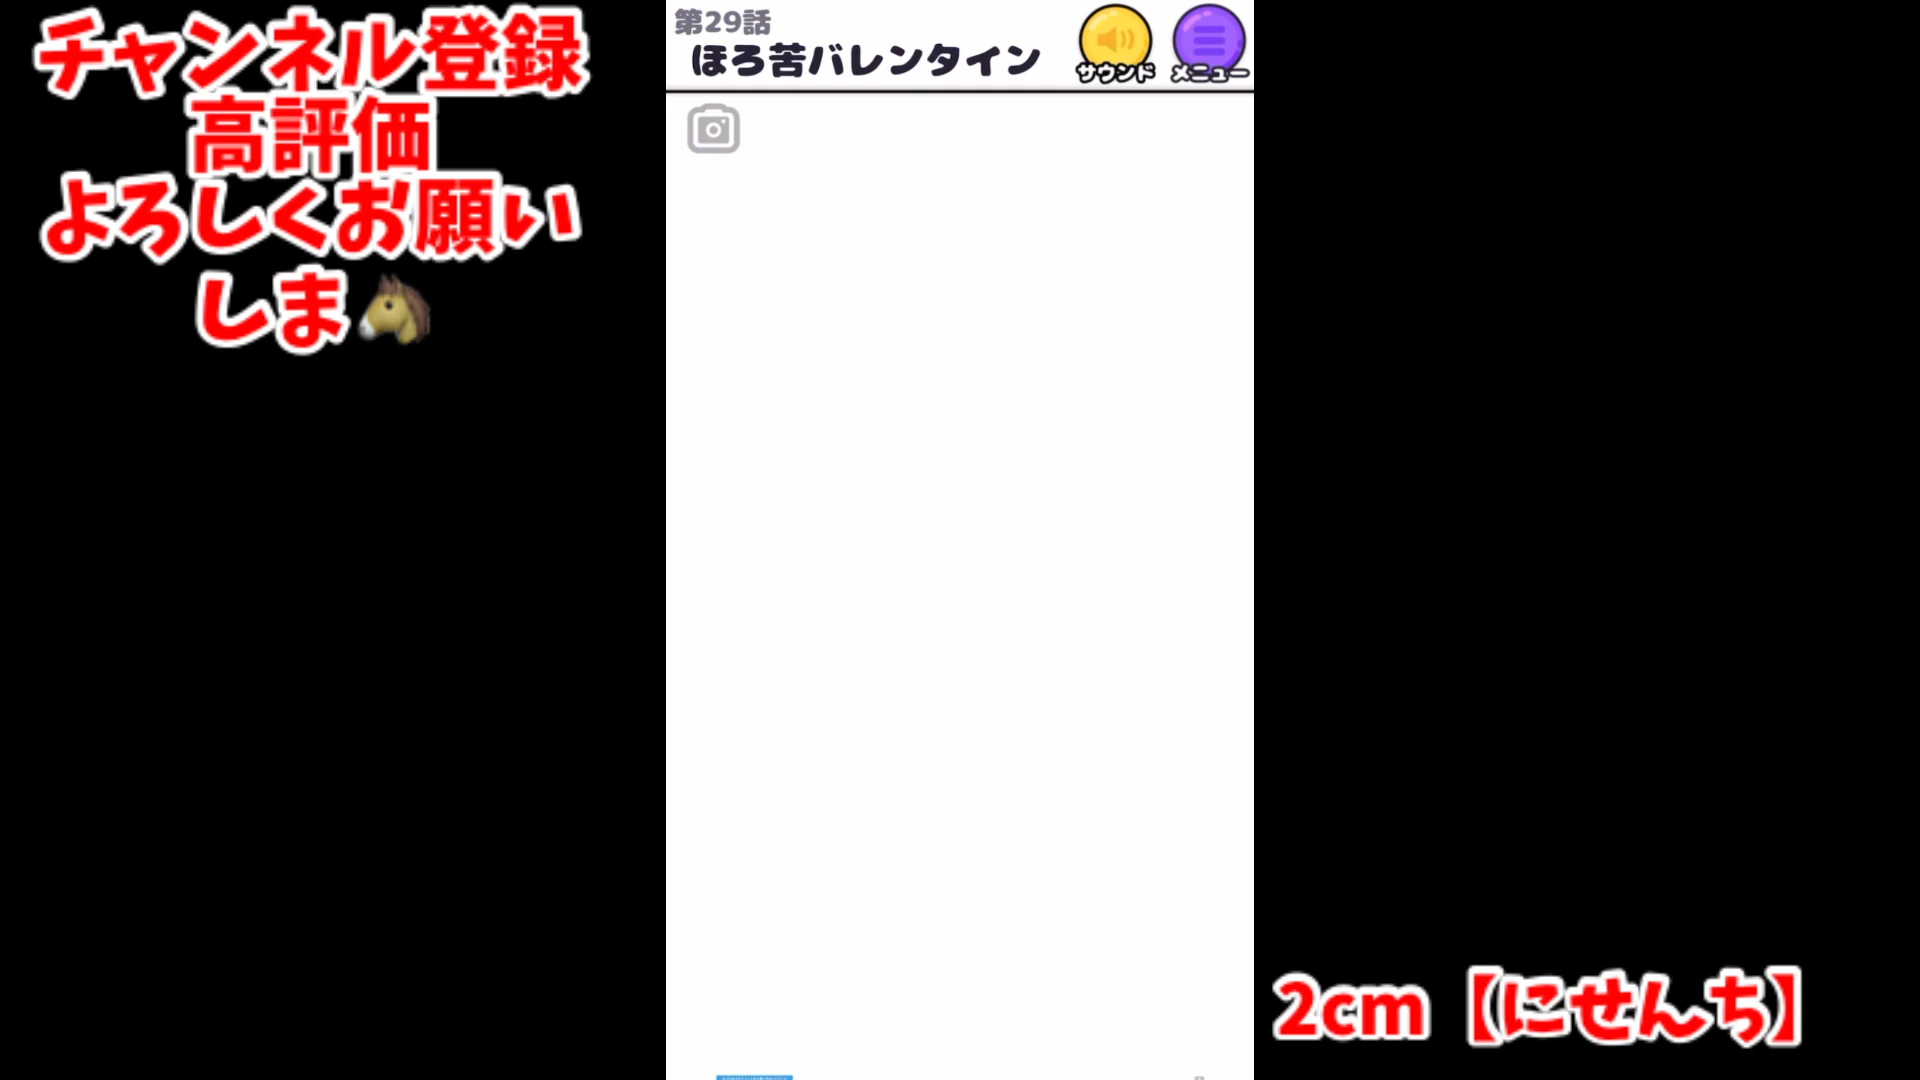 チャンネル登録
高評価
よろしくお願い
しま🐴
第29話
ほろ苦バレンタイン
サウンド
メニュー
2cm【にせんち】